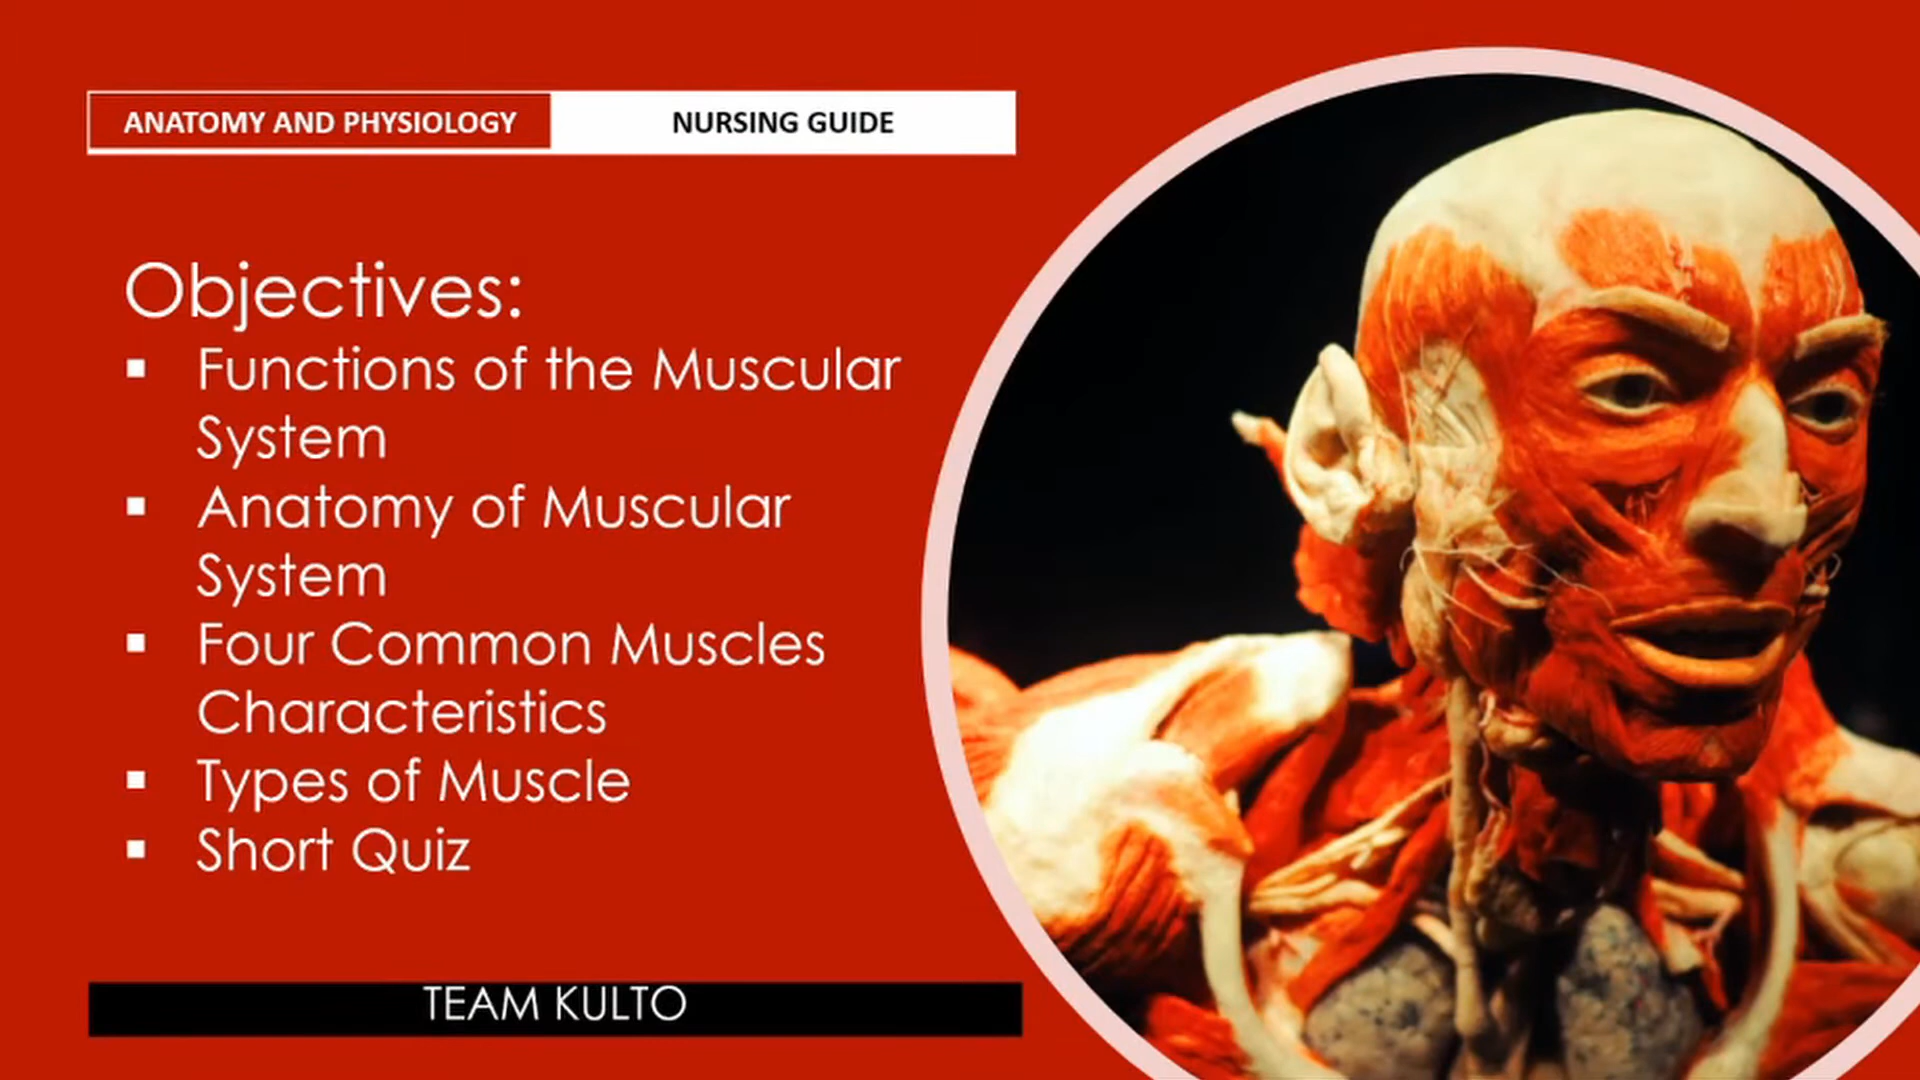 ANATOMY AND PHYSIOLOGY
NURSING GUIDE
Objectives:
▪ Functions of the Muscular
System
▪ Anatomy of Muscular
System
▪ Four Common Muscles
Characteristics
▪ Types of Muscle
▪ Short Quiz
TEAM KULTO